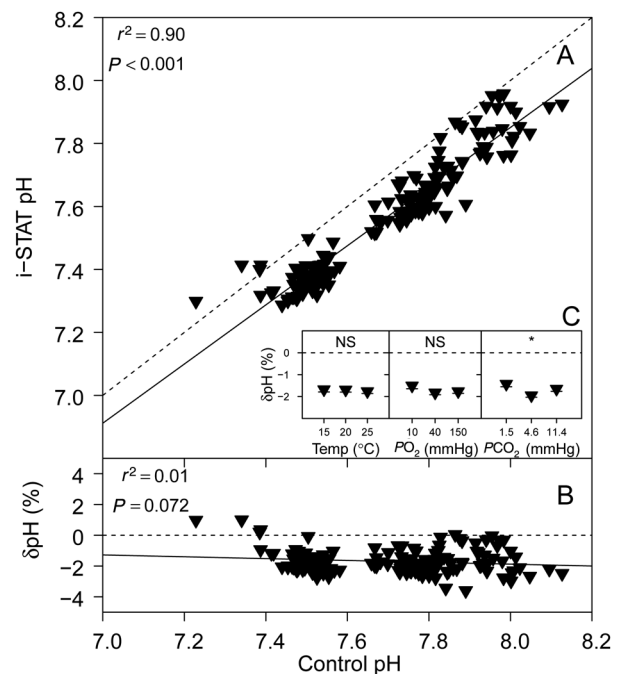 8.2
r² = 0.90
P < 0.001
A
8.0
7.8
i−STAT pH
7.6
7.4
7.2
7.0
C
NS NS *
δpH (%)
0
−1
−2
15 20 25 10 40 150 1.5 4.6 11.4
Temp (°C) PO₂ (mmHg) PCO₂ (mmHg)
r² = 0.01
P = 0.072
B
δpH (%)
4
2
0
−2
−4
7.0 7.2 7.4 7.6 7.8 8.0 8.2
Control pH